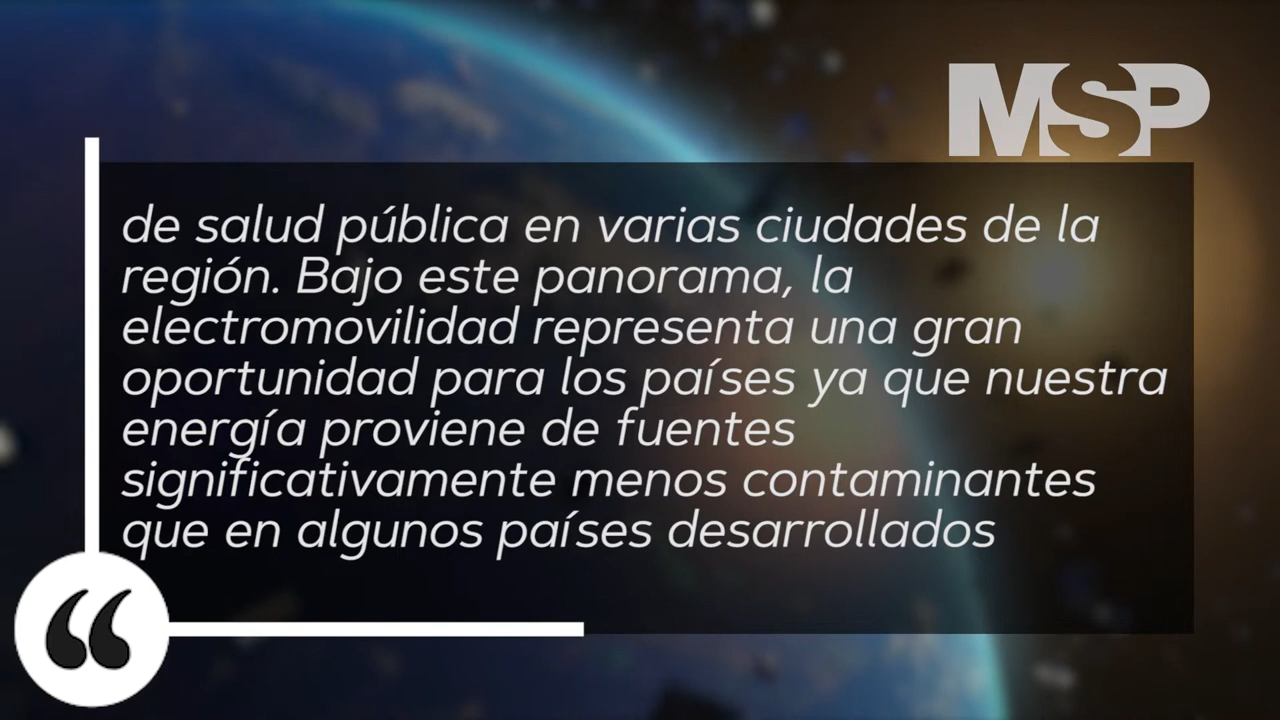 MSP
de salud pública en varias ciudades de la
región. Bajo este panorama, la
electromovilidad representa una gran
oportunidad para los países ya que nuestra
energía proviene de fuentes
significativamente menos contaminantes
que en algunos países desarrollados
“